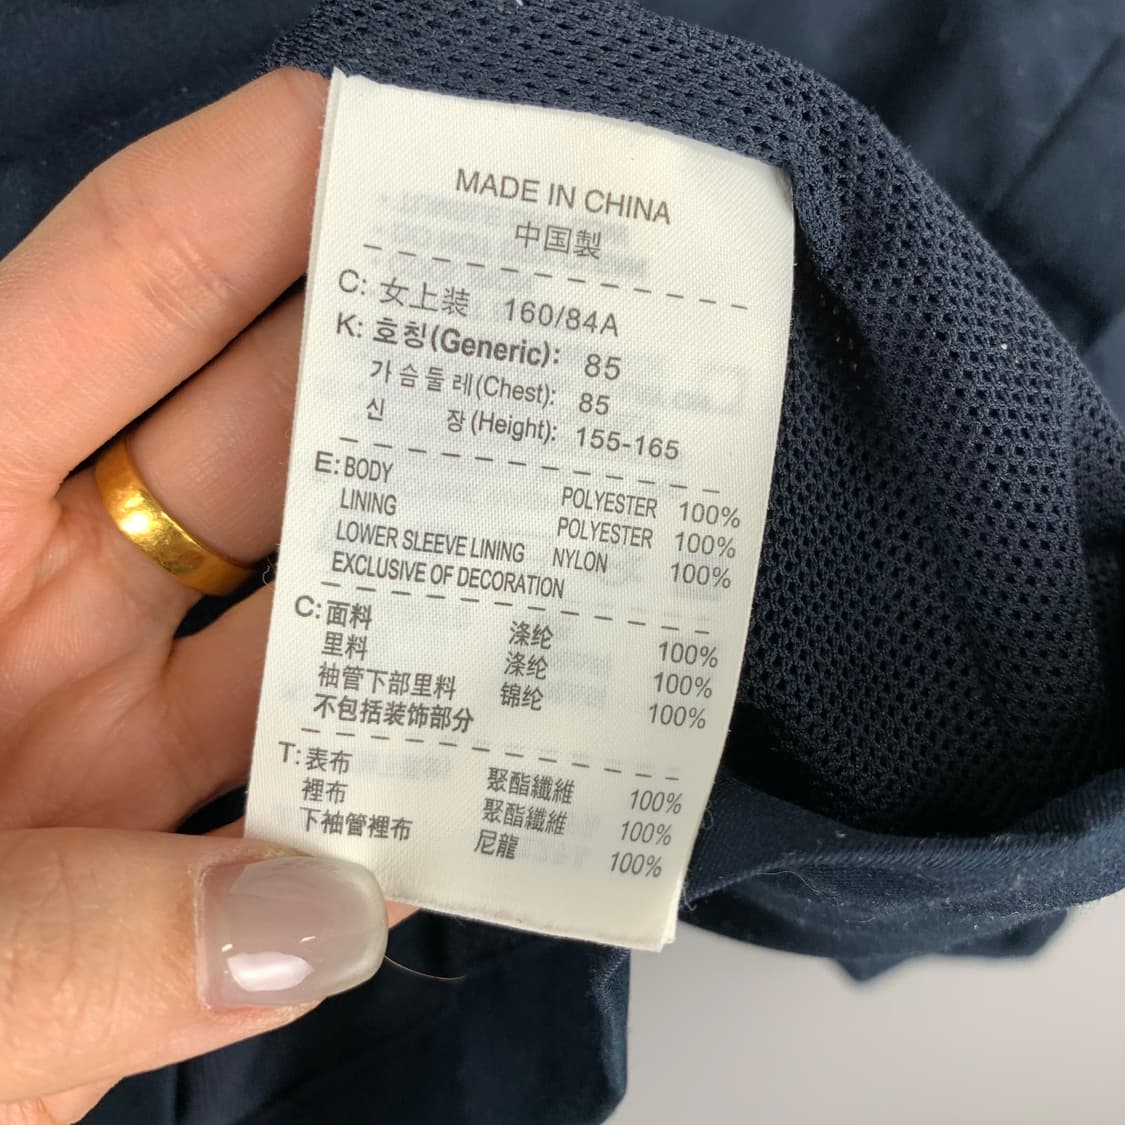 MADE IN CHINA
中国製
C: 女上装 160/84A
K: 호칭(Generic): 85
가슴둘레(Chest): 85
신 장(Height): 155-165
E: BODY POLYESTER 100%
LINING POLYESTER 100%
LOWER SLEEVE LINING NYLON 100%
EXCLUSIVE OF DECORATION
C: 面料 涤纶 100%
里料 涤纶 100%
袖管下部里料 锦纶 100%
不包括装饰部分
T: 表布 聚酯纖維 100%
裡布 聚酯纖維 100%
下袖管裡布 尼龍 100%